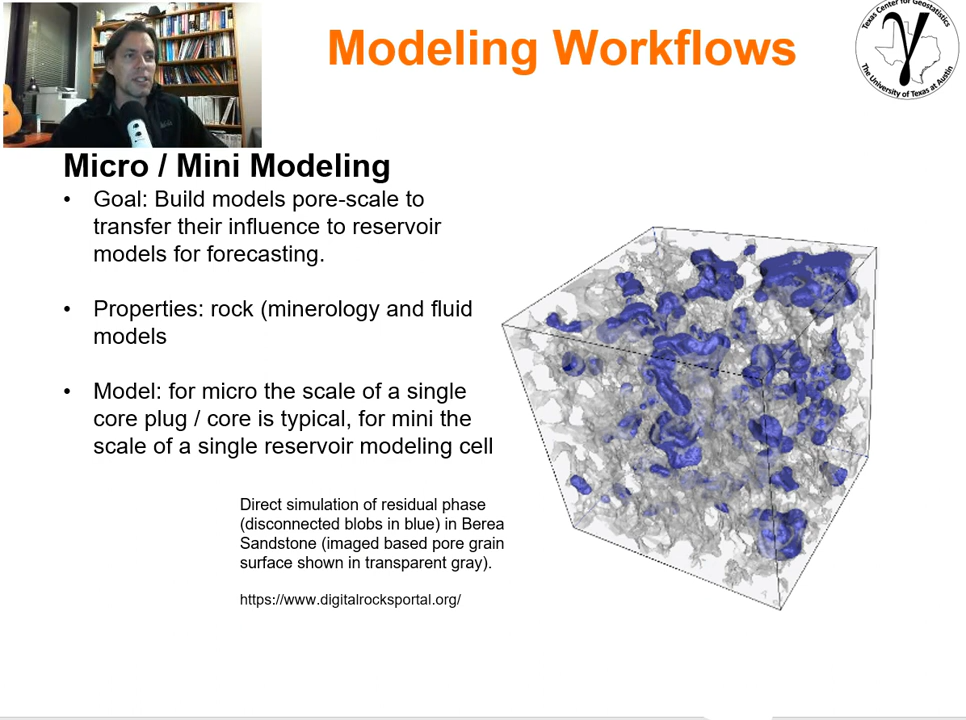 Modeling Workflows
Texas Center for Geostatistics
The University of Texas at Austin
Micro / Mini Modeling
• Goal: Build models pore-scale to
transfer their influence to reservoir
models for forecasting.
• Properties: rock (minerology and fluid
models
• Model: for micro the scale of a single
core plug / core is typical, for mini the
scale of a single reservoir modeling cell
Direct simulation of residual phase
(disconnected blobs in blue) in Berea
Sandstone (imaged based pore grain
surface shown in transparent gray).
https://www.digitalrocksportal.org/